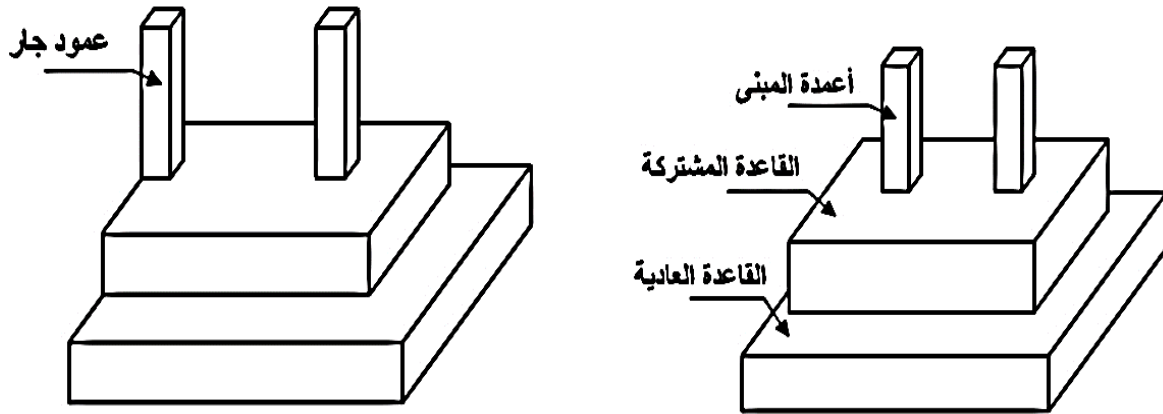 عمود جار
أعمدة المبنى
القاعدة المشتركة
القاعدة العادية